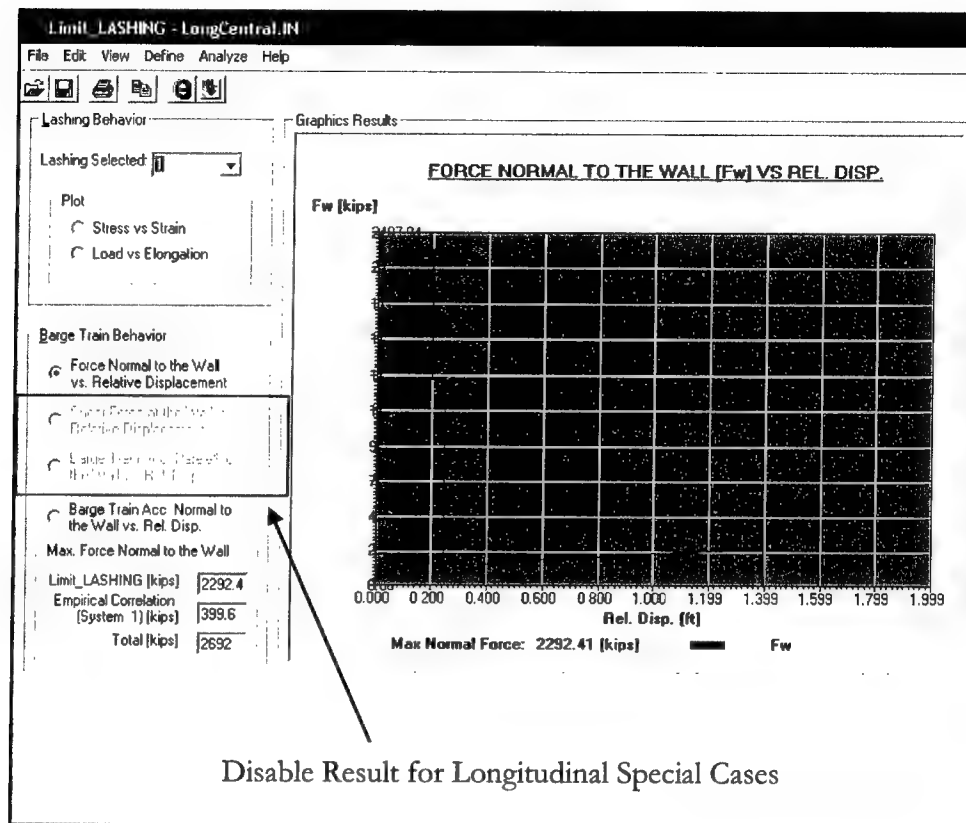 Limit_LASHING - LongCentral.IN
File Edit View Define Analyze Help
Lashing Behavior
Lashing Selected: 1
Plot
Stress vs Strain
Load vs Elongation
Barge Train Behavior
Force Normal to the Wall
vs. Relative Displacement
Barge Train Acc Normal to
the Wall vs. Rel. Disp.
Max. Force Normal to the Wall
Limit_LASHING [kips] 2292.4
Empirical Correlation
(System 1) [kips] 399.6
Total [kips] 2692
Graphics Results
FORCE NORMAL TO THE WALL [Fw] VS REL. DISP.
Fw [kips]
0.000 0.200 0.400 0.600 0.800 1.000 1.199 1.399 1.599 1.799 1.999
Rel. Disp. [ft]
Max Normal Force: 2292.41 [kips] Fw
Disable Result for Longitudinal Special Cases